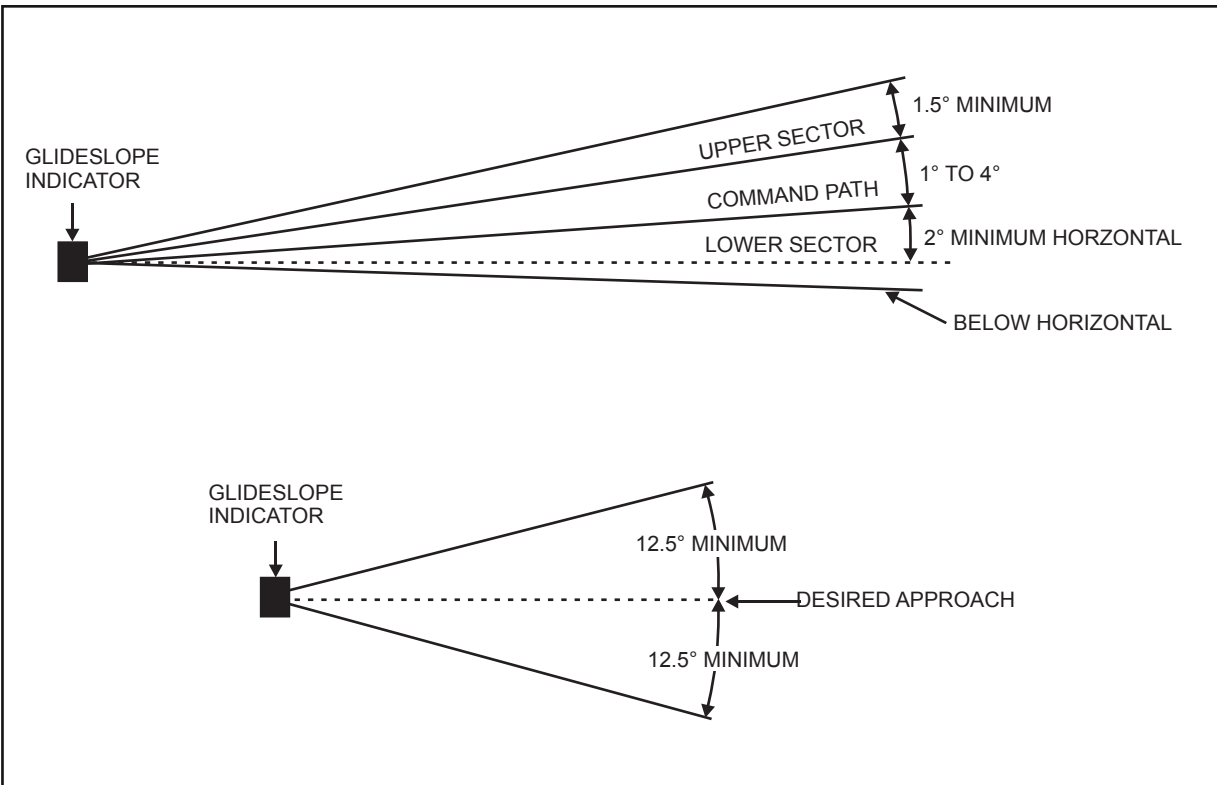 1.5° MINIMUM
GLIDESLOPE
INDICATOR
UPPER SECTOR
1° TO 4°
COMMAND PATH
LOWER SECTOR
2° MINIMUM HORZONTAL
BELOW HORIZONTAL
GLIDESLOPE
INDICATOR
12.5° MINIMUM
DESIRED APPROACH
12.5° MINIMUM